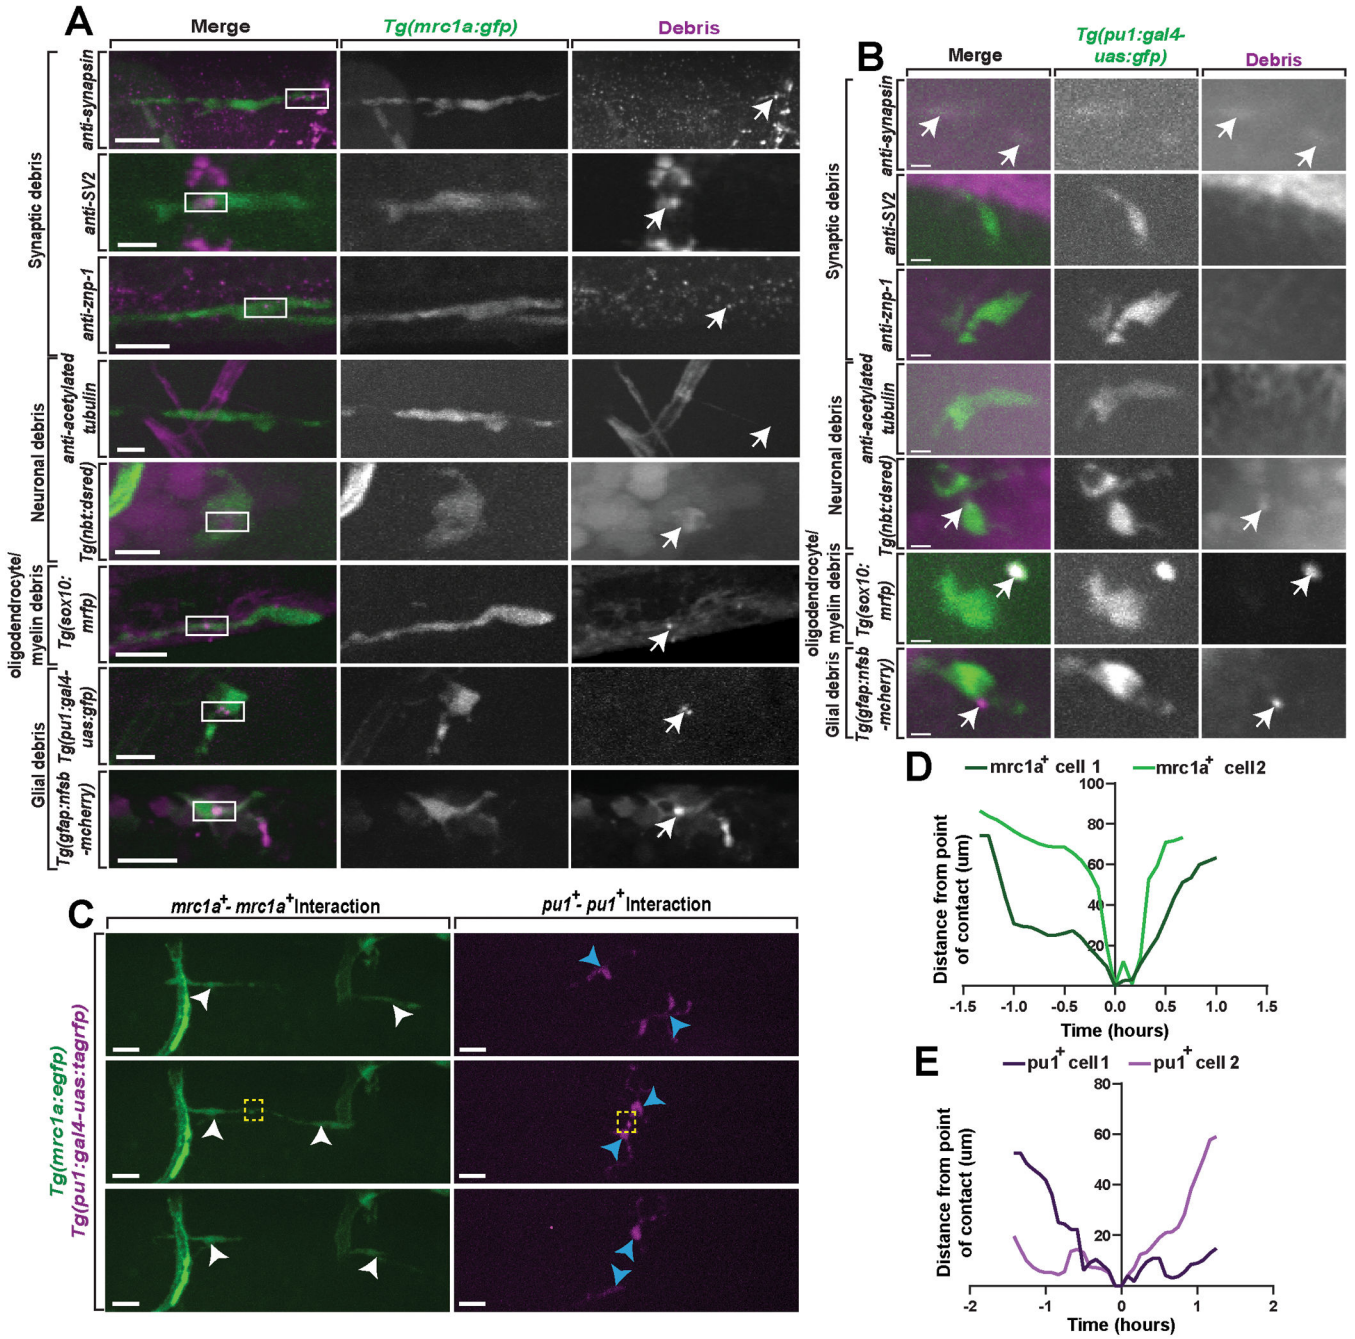 A
Merge
Tg(mrc1a:gfp)
Debris
Synaptic debris
anti-synapsin
anti-SV2
anti-znp-1
Neuronal debris
anti-acetylated
tubulin
Tg(nbt:dsred)
oligodendrocyte/
myelin debris
Tg(sox10:
mrfp)
Glial debris
Tg(pu1:gal4-
uas:gfp)
Tg(gfap:nfsb
-mcherry)
B
Merge
Tg(pu1:gal4-
uas:gfp)
Debris
Synaptic debris
anti-synapsin
anti-SV2
anti-znp-1
Neuronal debris
anti-acetylated
tubulin
Tg(nbt:dsred)
oligodendrocyte/
myelin debris
Tg(sox10:
mrfp)
Glial debris
Tg(gfap:nfsb
-mcherry)
C
mrc1a+- mrc1a+ Interaction
pu1+- pu1+ Interaction
Tg(mrc1a:egfp)
Tg(pu1:gal4-uas:tagrfp)
D
mrc1a+ cell 1
mrc1a+ cell 2
Distance from point
of contact (um)
100
80
60
40
20
-1.5
-1.0
-0.5
0.0
0.5
1.0
1.5
Time (hours)
E
pu1+ cell 1
pu1+ cell 2
Distance from point
of contact (um)
80
60
40
20
-2
-1
0
1
2
Time (hours)